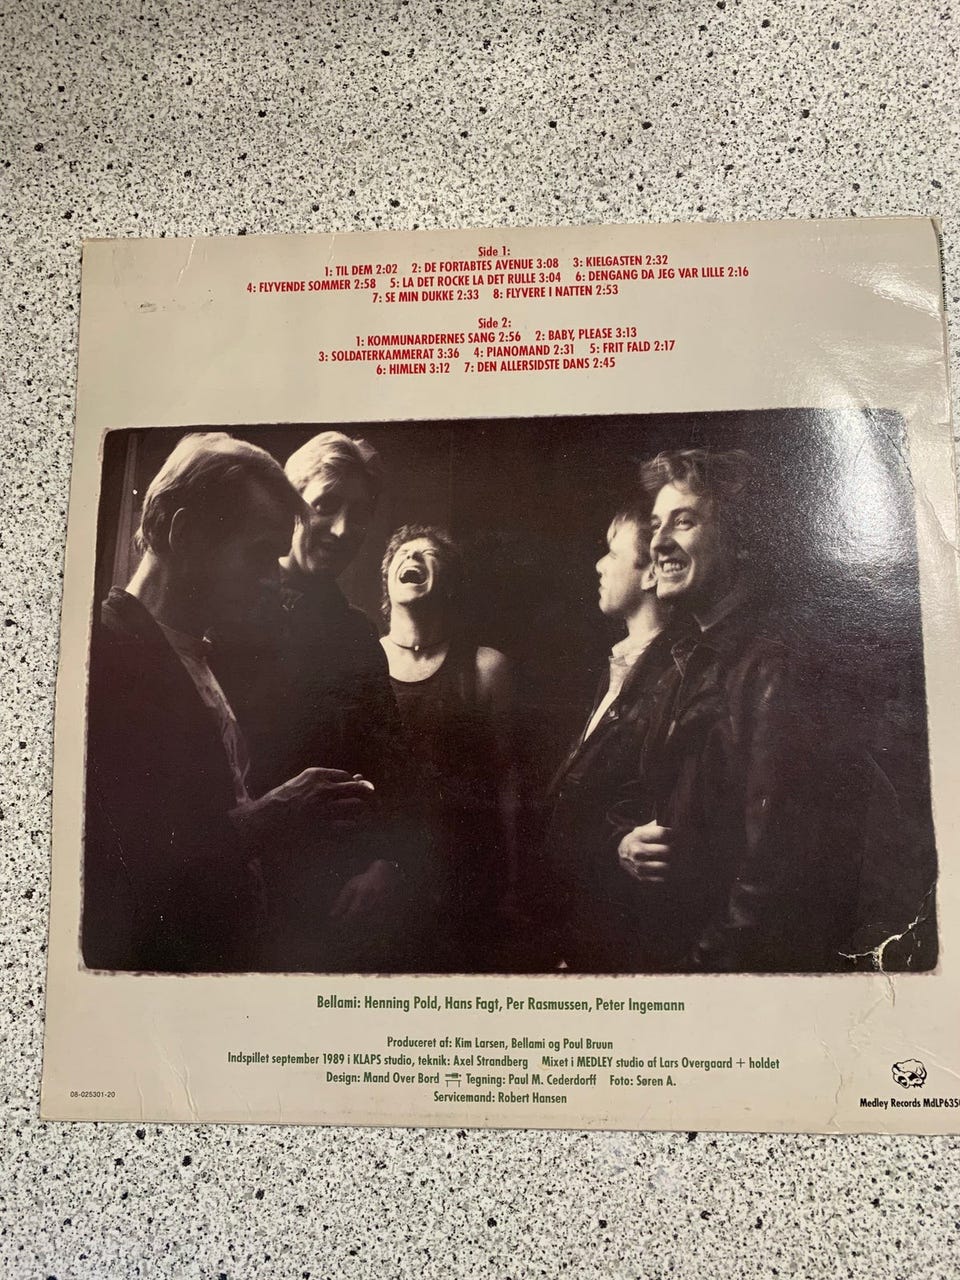 Side 1:
1: TIL DEM 2:02 2: DE FORTABTES AVENUE 3:08 3: KIELGASTEN 2:32
4: FLYVENDE SOMMER 2:58 5: LA DET ROCKE LA DET RULLE 3:04 6: DENGANG DA JEG VAR LILLE 2:16
7: SE MIN DUKKE 2:33 8: FLYVERE I NATTEN 2:53
Side 2:
1: KOMMUNARDERNES SANG 2:56 2: BABY, PLEASE 3:13
3: SOLDATERKAMMERAT 3:36 4: PIANOMAND 2:31 5: FRIT FALD 2:17
6: HIMLEN 3:12 7: DEN ALLERSIDSTE DANS 2:45
Bellami: Henning Pold, Hans Fagt, Per Rasmussen, Peter Ingemann
Produceret af: Kim Larsen, Bellami og Poul Bruun
Indspillet september 1989 i KLAPS studio, teknik: Axel Strandberg Mixet i MEDLEY studio af Lars Overgaard + holdet
Design: Mand Over Bord Tegning: Paul M. Cederdorff Foto: Søren A.
Servicemand: Robert Hansen
08-025301-20
Medley Records MdLP635